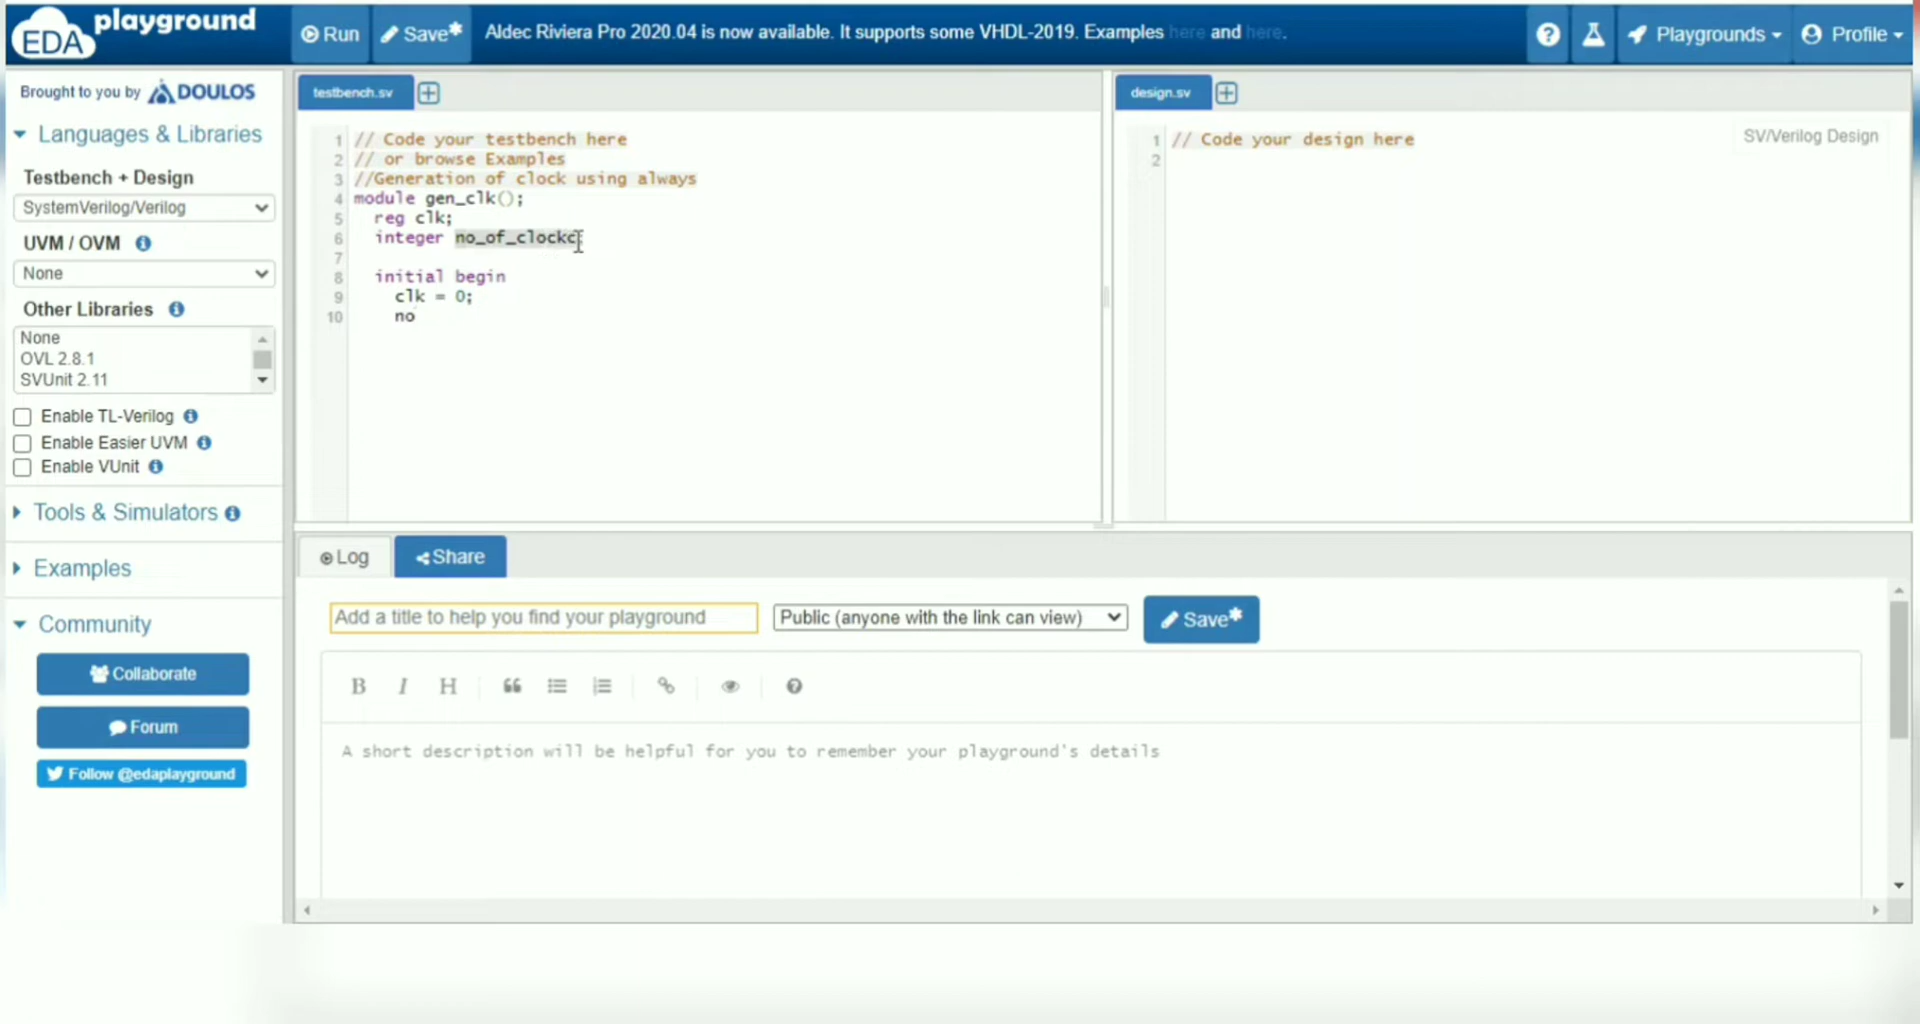 EDA playground
Run
Save*
Aldec Riviera Pro 2020.04 is now available. It supports some VHDL-2019. Examples here and here.
Playgrounds
Profile
Brought to you by DOULOS
Languages & Libraries
Testbench + Design
SystemVerilog/Verilog
UVM / OVM
None
Other Libraries
None
OVL 2.8.1
SVUnit 2.11
Enable TL-Verilog
Enable Easier UVM
Enable VUnit
Tools & Simulators
Examples
Community
Collaborate
Forum
Follow @edaplayground
testbench.sv
1 // Code your testbench here
2 // or browse Examples
3 //Generation of clock using always
4 module gen_clk();
5 reg clk;
6 integer no_of_clockc;
7
8 initial begin
9 clk = 0;
10 no
design.sv
1 // Code your design here
2
SV/Verilog Design
Log
Share
Add a title to help you find your playground
Public (anyone with the link can view)
Save*
B I H
A short description will be helpful for you to remember your playground's details